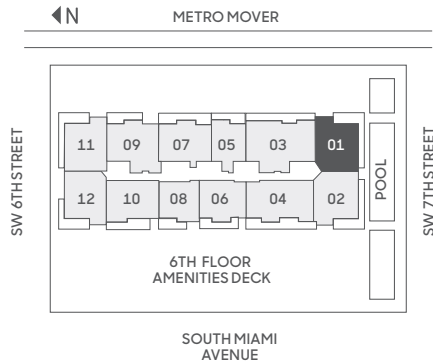 N
METRO MOVER
SW 6TH STREET
11 09 07 05 03 01
12 10 08 06 04 02
POOL
SW 7TH STREET
6TH FLOOR
AMENITIES DECK
SOUTH MIAMI
AVENUE